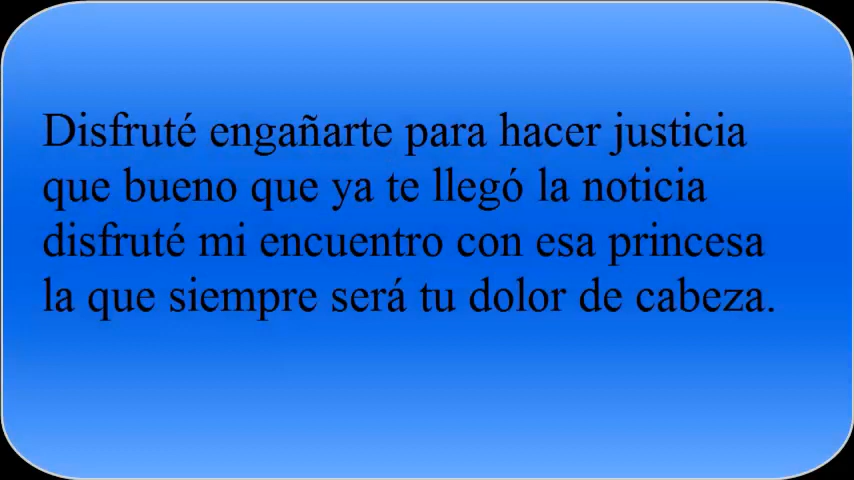 Disfruté engañarte para hacer justicia
que bueno que ya te llegó la noticia
disfruté mi encuentro con esa princesa
la que siempre será tu dolor de cabeza.